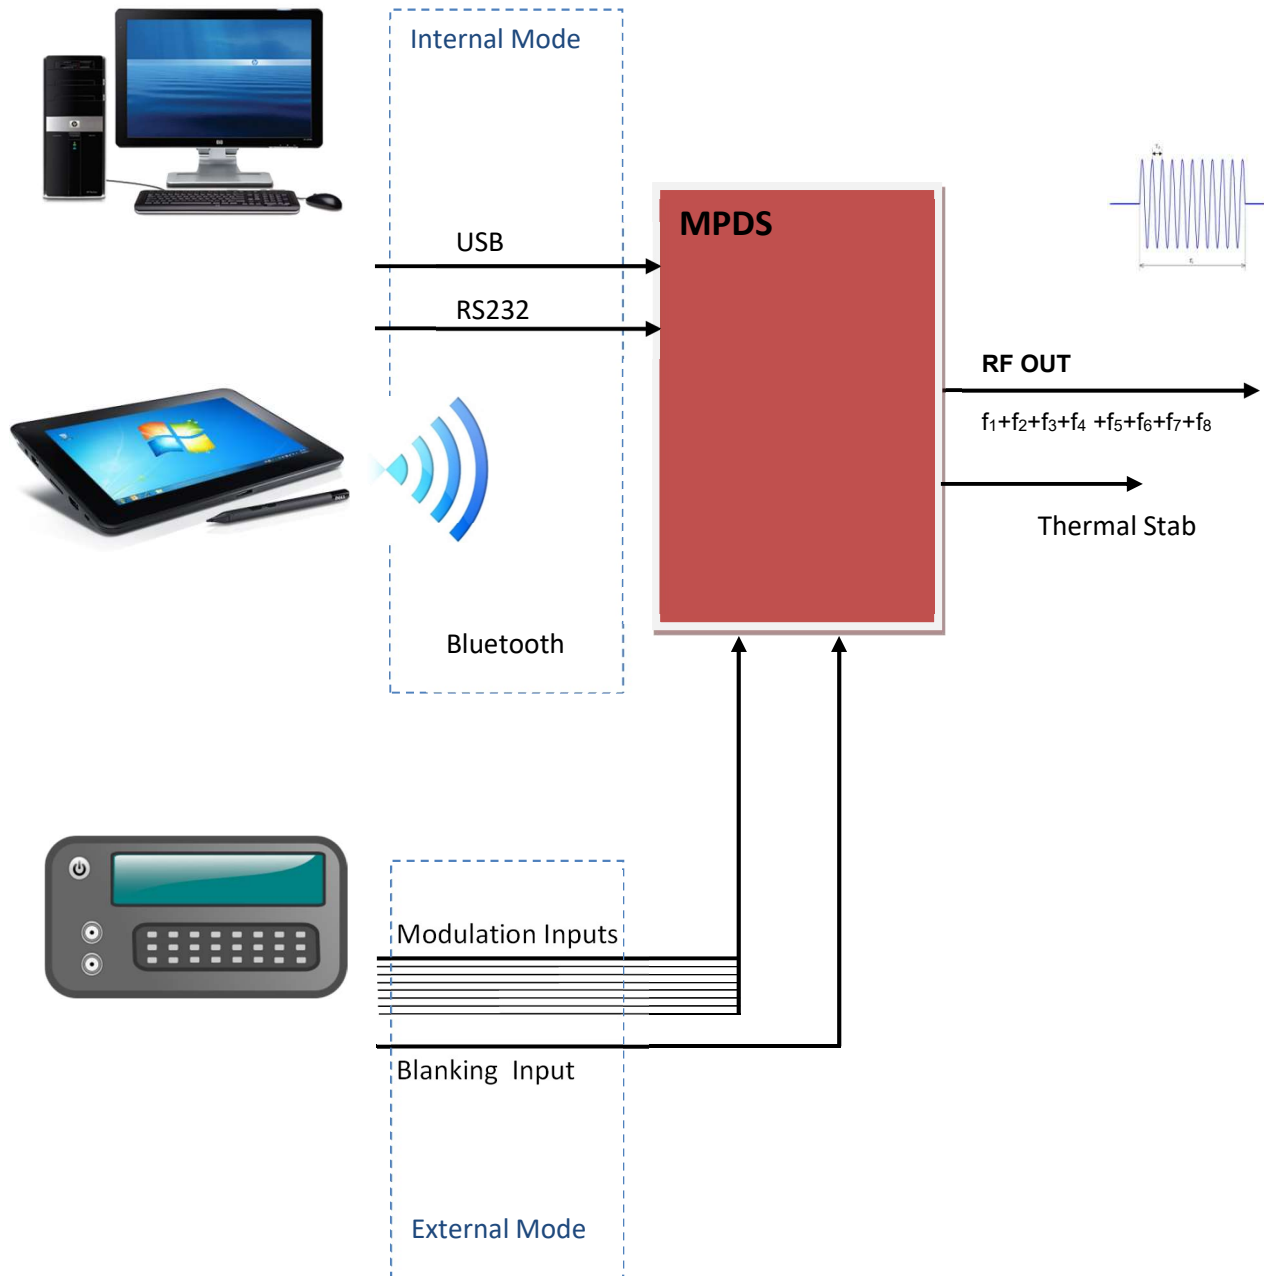 Internal Mode
MPDS
USB
RS232
RF OUT
f₁+f₂+f₃+f₄ +f₅+f₆+f₇+f₈
Thermal Stab
Bluetooth
Modulation Inputs
Blanking Input
External Mode